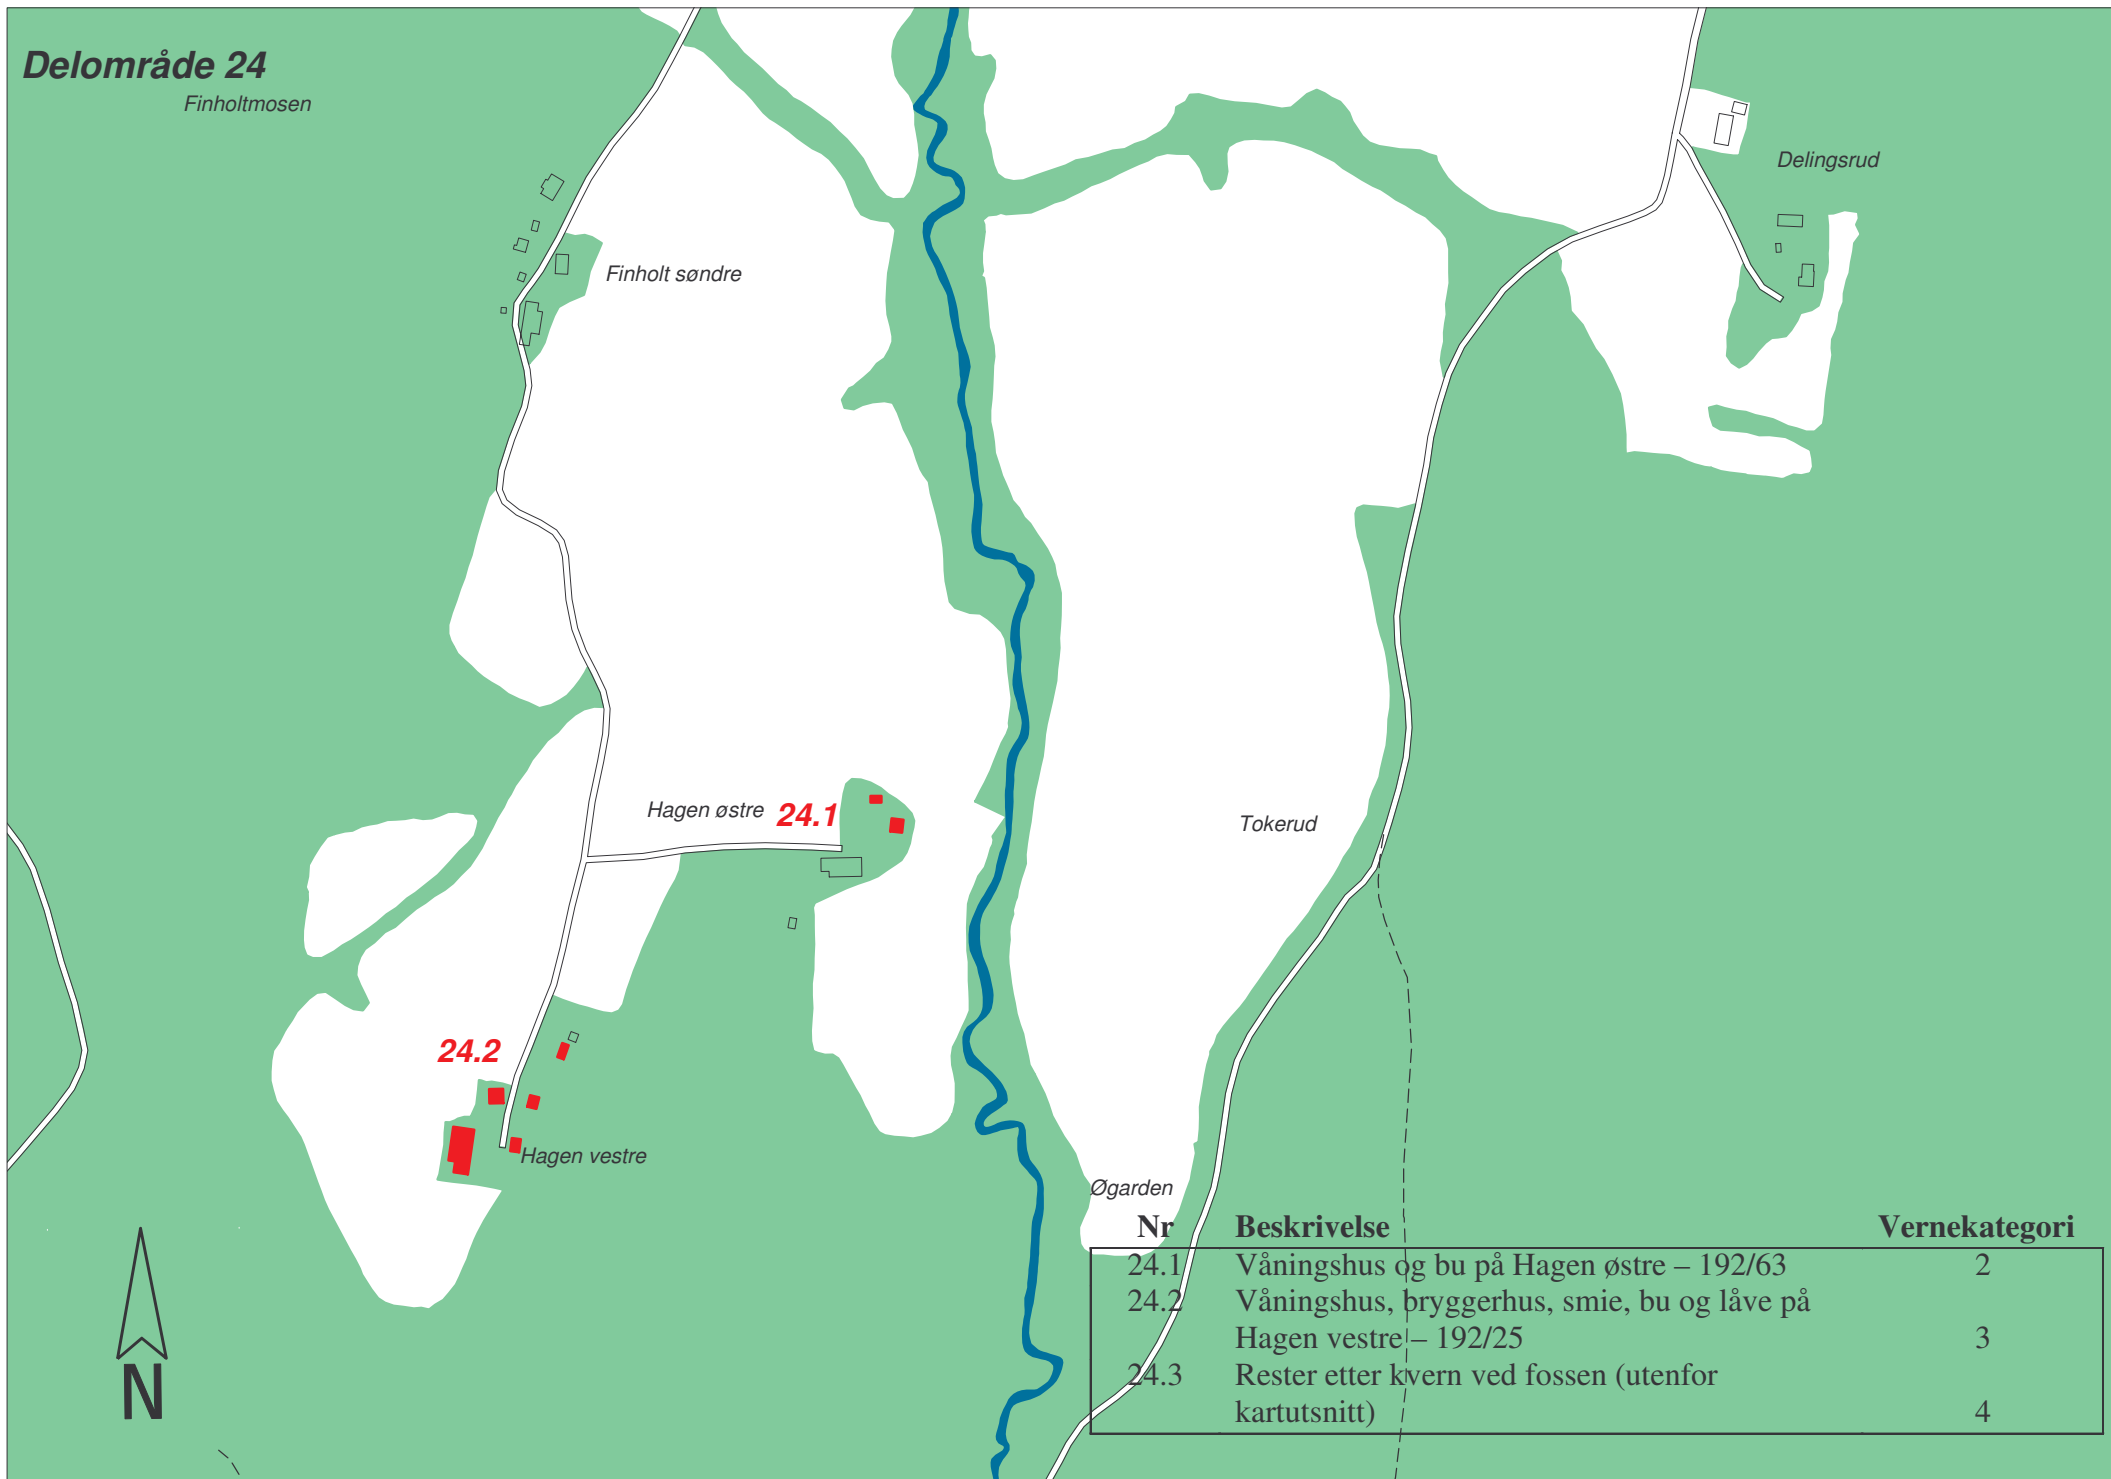 Delområde 24
Finholtmosen
Delingsrud
Finholt søndre
Hagen østre 24.1
Tokerud
24.2
Hagen vestre
Øgarden
Nr Beskrivelse Vernekategori
24.1 Våningshus og bu på Hagen østre – 192/63 2
24.2 Våningshus, bryggerhus, smie, bu og låve på
Hagen vestre – 192/25 3
24.3 Rester etter kvern ved fossen (utenfor
kartutsnitt) 4
N